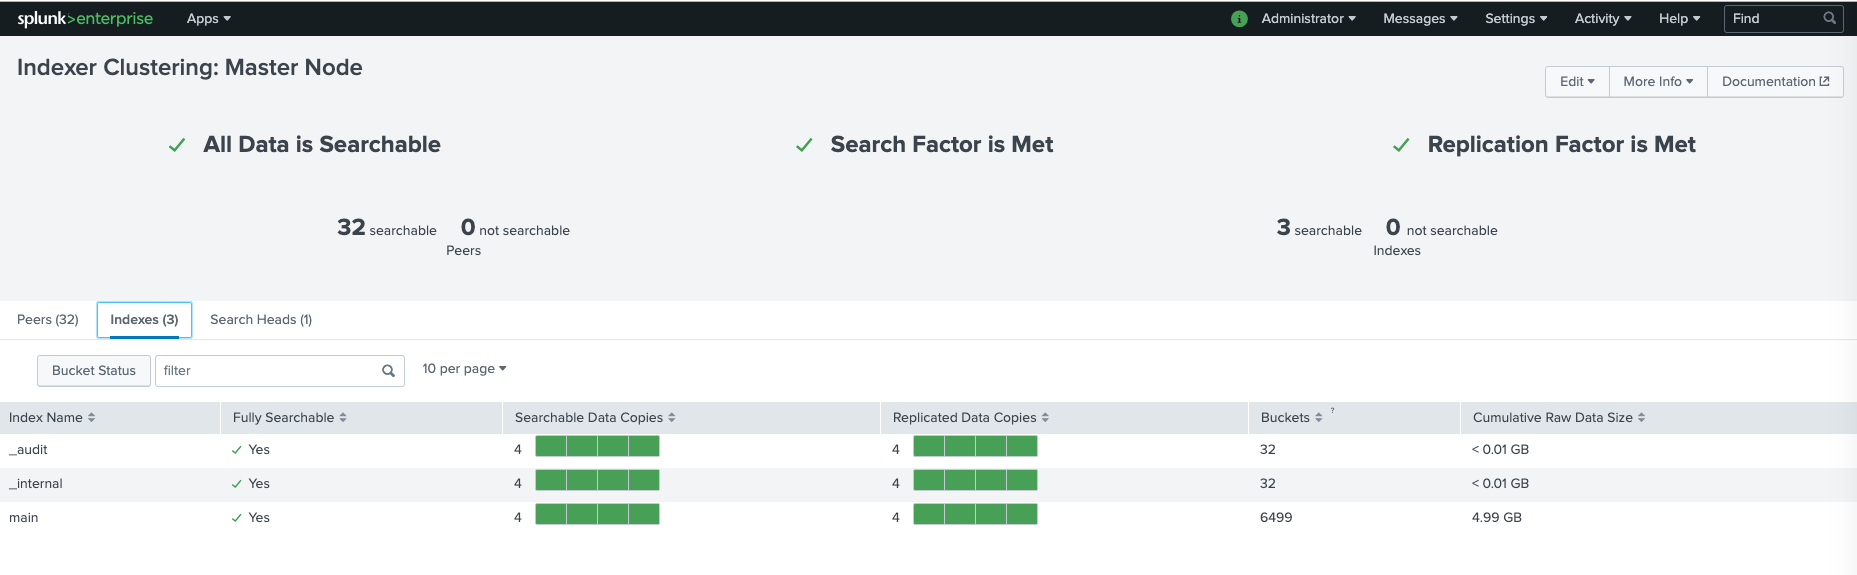 splunk>enterprise Apps Administrator Messages Settings Activity Help Find
Indexer Clustering: Master Node
Edit More Info Documentation
All Data is Searchable Search Factor is Met Replication Factor is Met
32 searchable 0 not searchable 3 searchable 0 not searchable
Peers Indexes
Peers (32) Indexes (3) Search Heads (1)
Bucket Status filter 10 per page
Index Name Fully Searchable Searchable Data Copies Replicated Data Copies Buckets ? Cumulative Raw Data Size
_audit Yes 4 4 32 < 0.01 GB
_internal Yes 4 4 32 < 0.01 GB
main Yes 4 4 6499 4.99 GB